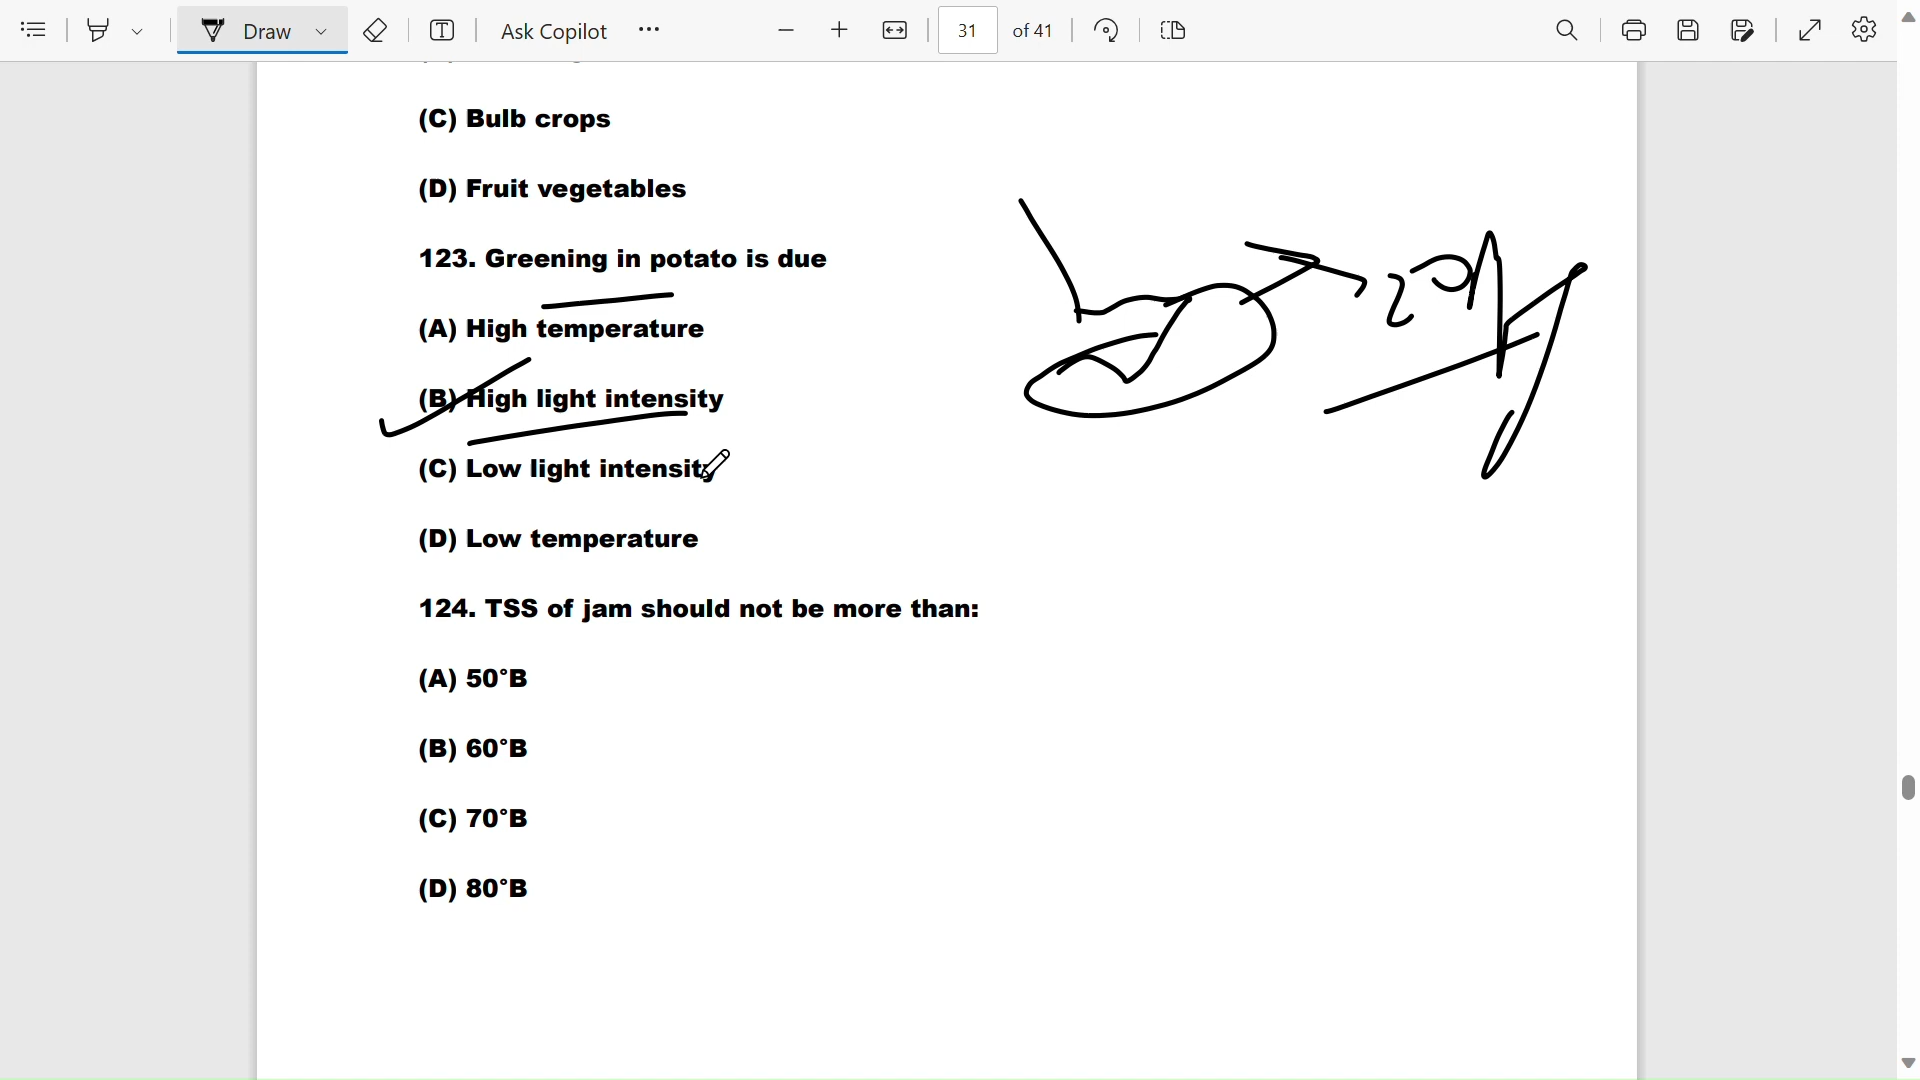 Draw
Ask Copilot
31 of 41
(C) Bulb crops
(D) Fruit vegetables
123. Greening in potato is due
(A) High temperature
(B) High light intensity
(C) Low light intensity
(D) Low temperature
124. TSS of jam should not be more than:
(A) 50°B
(B) 60°B
(C) 70°B
(D) 80°B